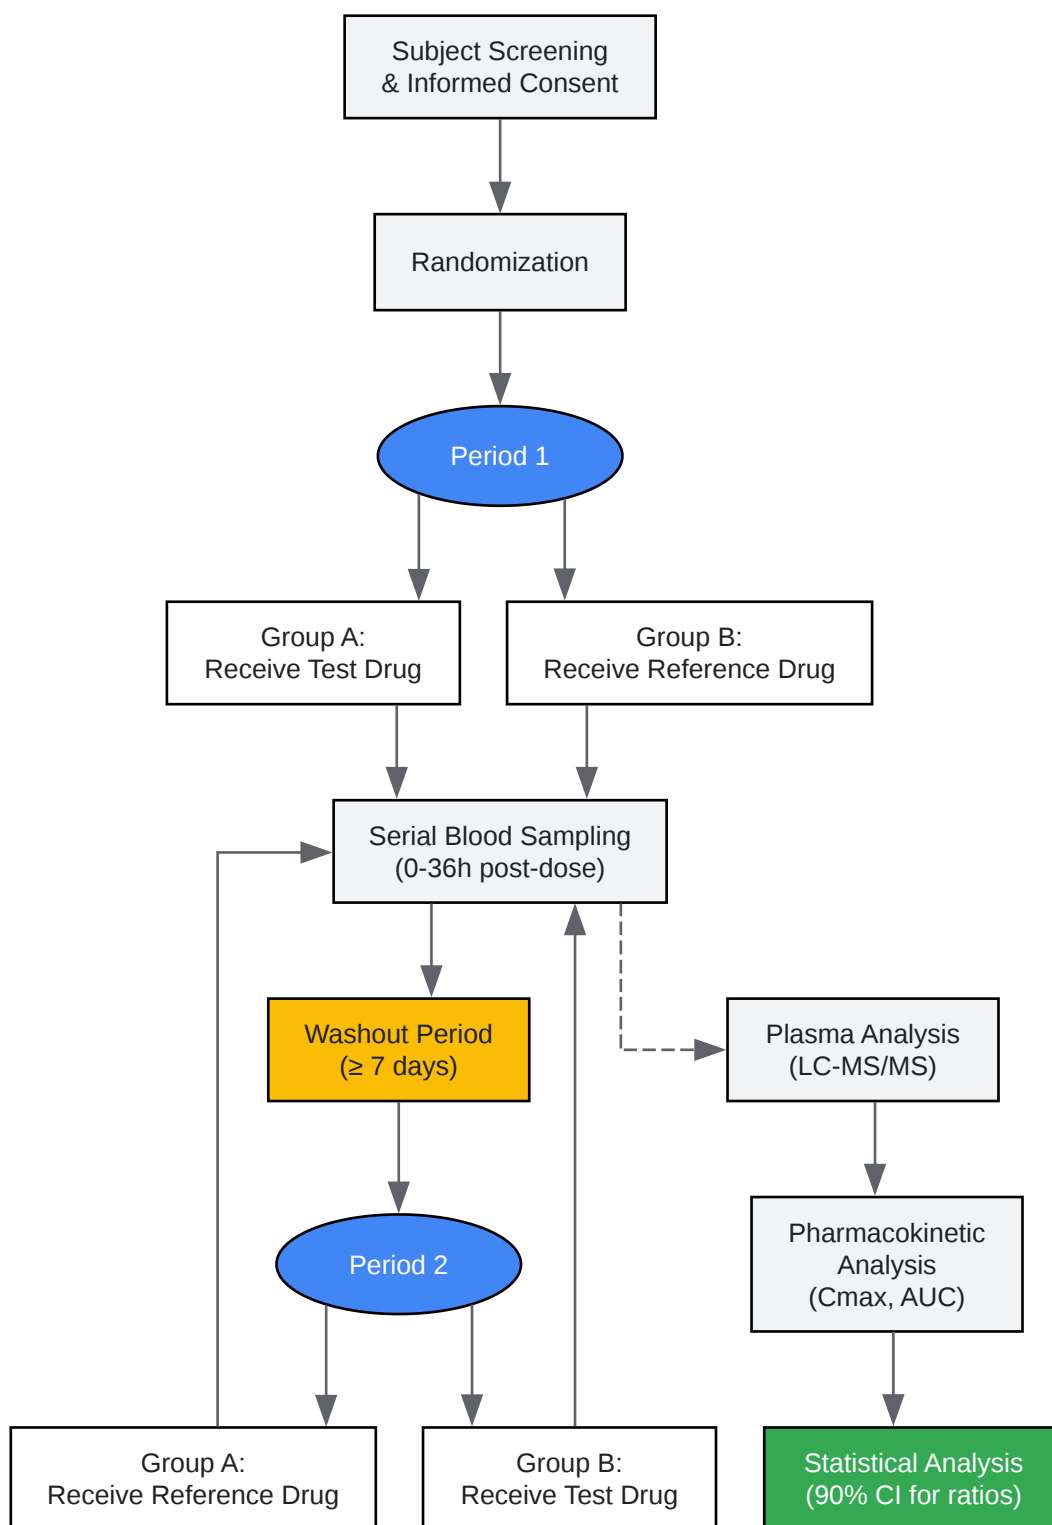 Subject Screening
& Informed Consent
Randomization
Period 1
Group A:
Receive Test Drug
Group B:
Receive Reference Drug
Serial Blood Sampling
(0-36h post-dose)
Washout Period
(≥ 7 days)
Plasma Analysis
(LC-MS/MS)
Period 2
Pharmacokinetic
Analysis
(Cmax, AUC)
Group A:
Receive Reference Drug
Group B:
Receive Test Drug
Statistical Analysis
(90% CI for ratios)